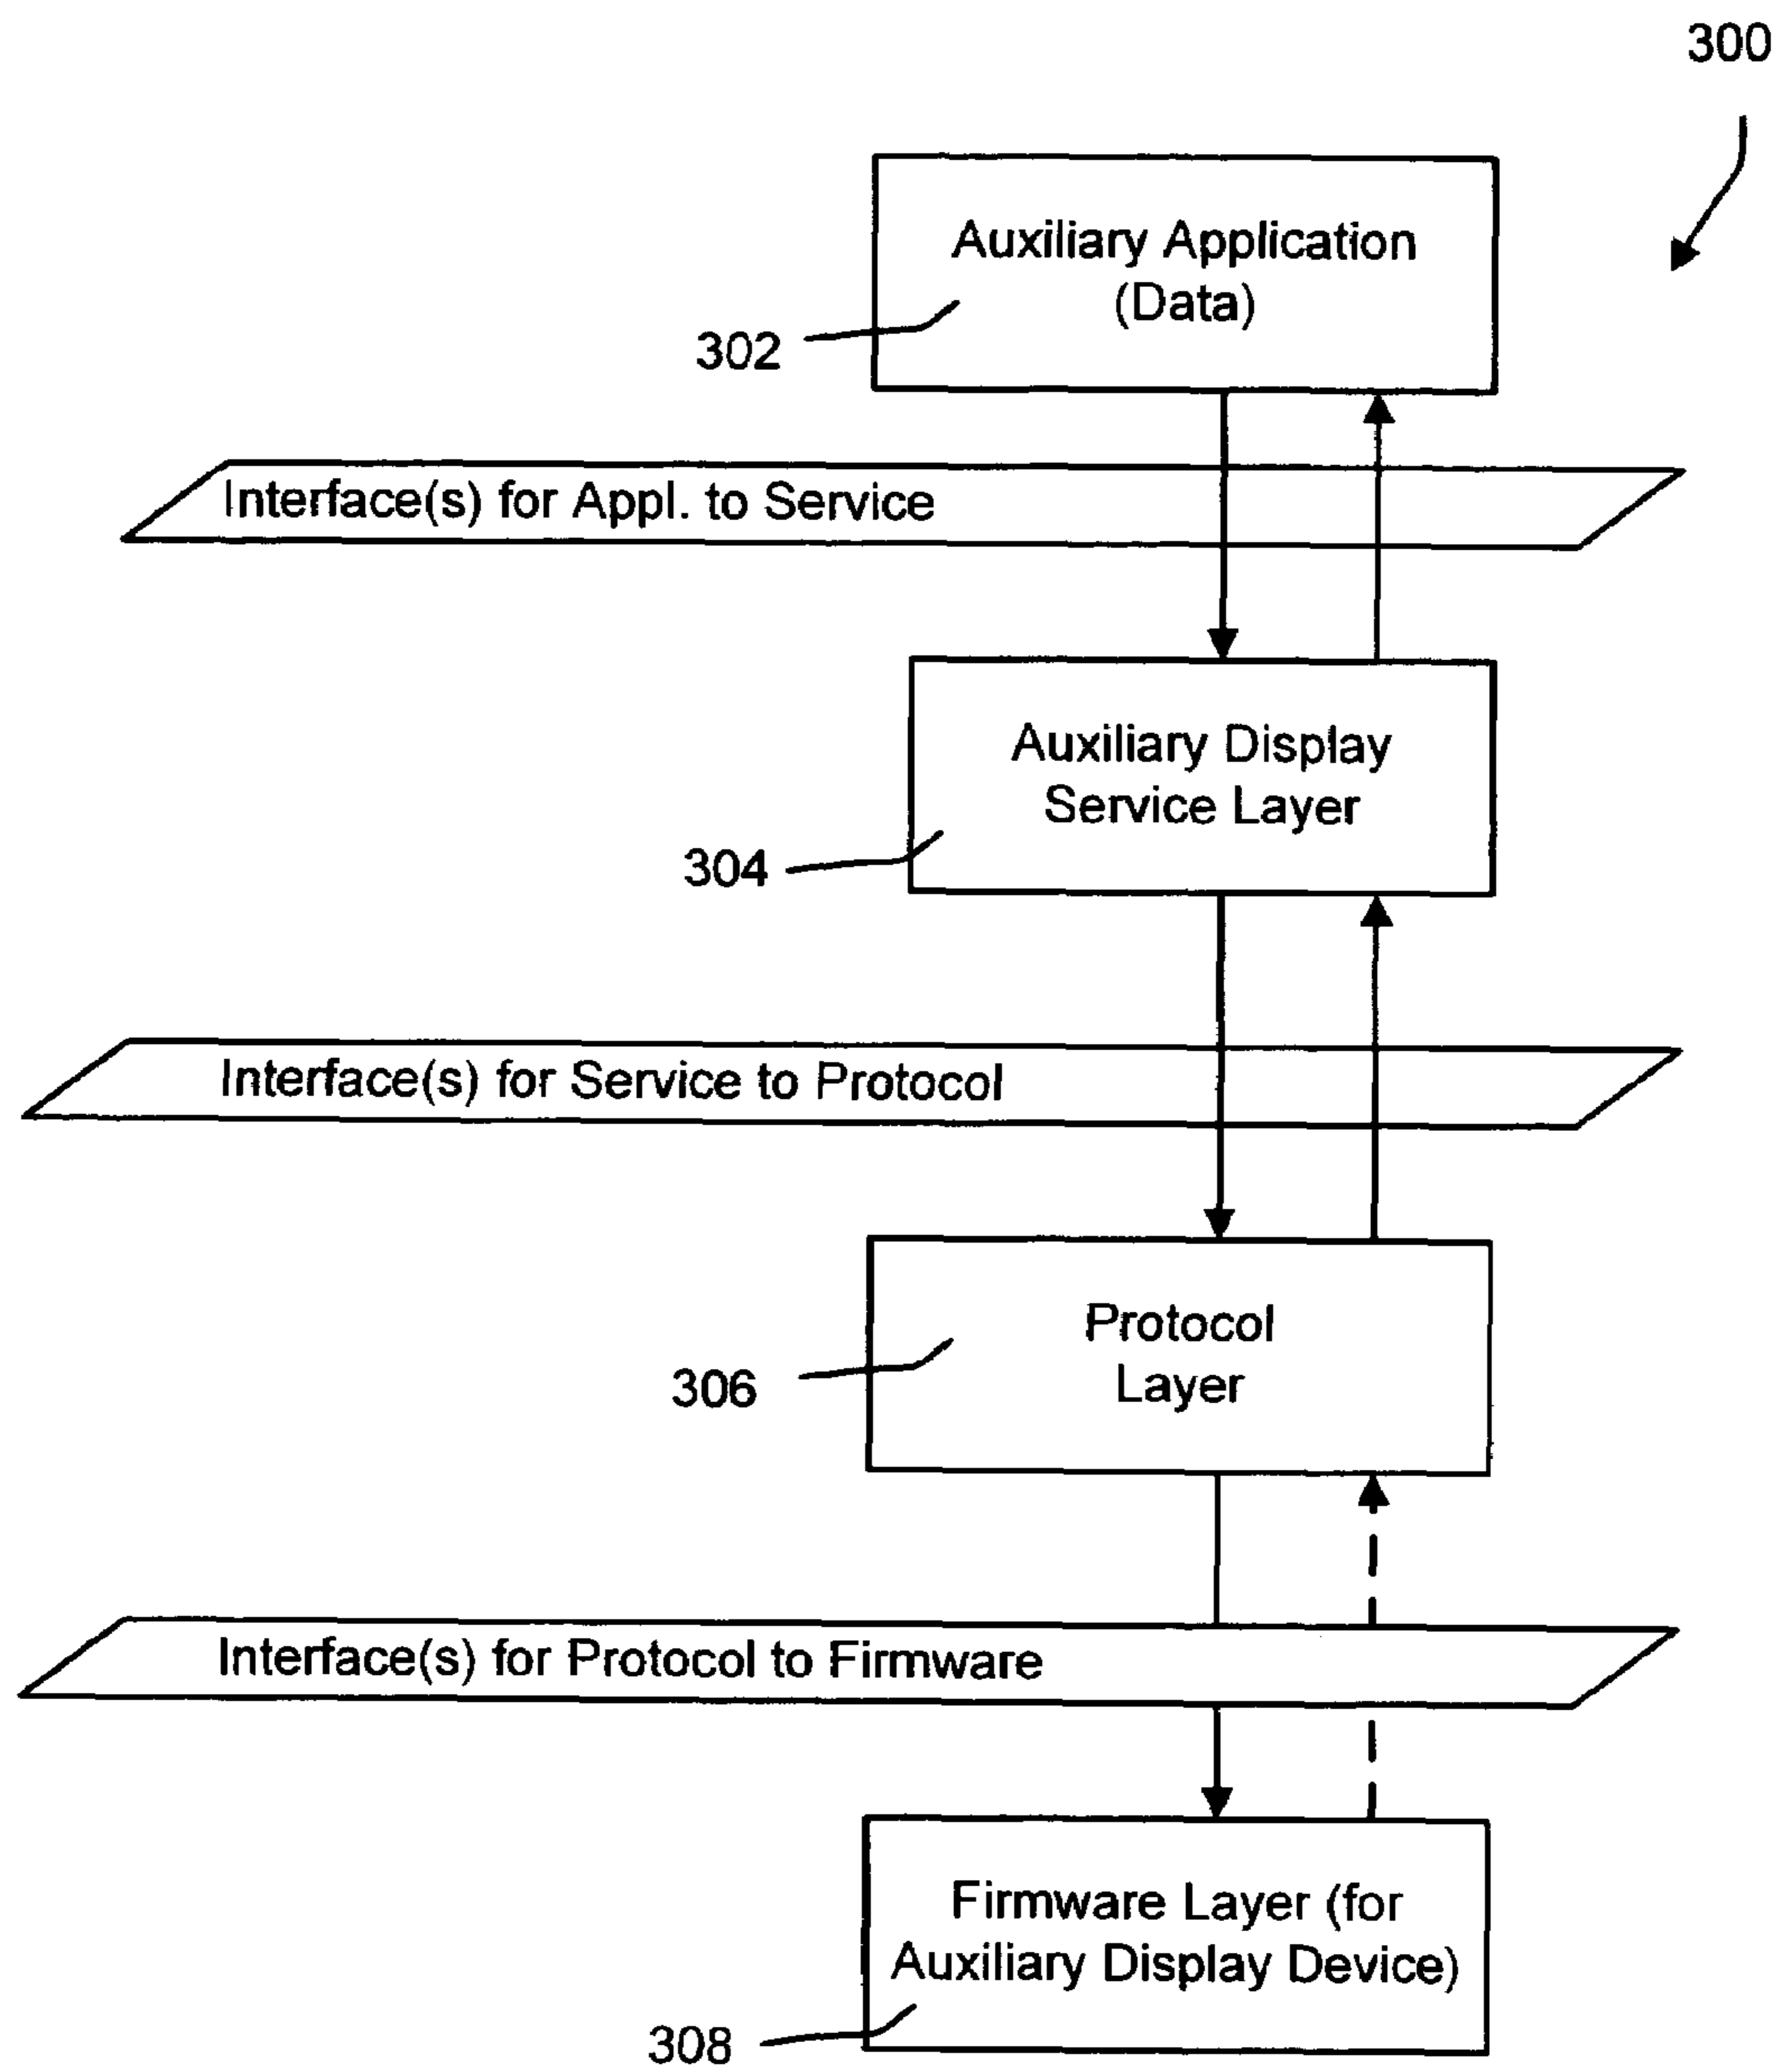 300
Auxiliary Application
(Data)
302
Interface(s) for Appl. to Service
Auxiliary Display
Service Layer
304
Interface(s) for Service to Protocol
Protocol
Layer
306
Interface(s) for Protocol to Firmware
Firmware Layer (for
Auxiliary Display Device)
308